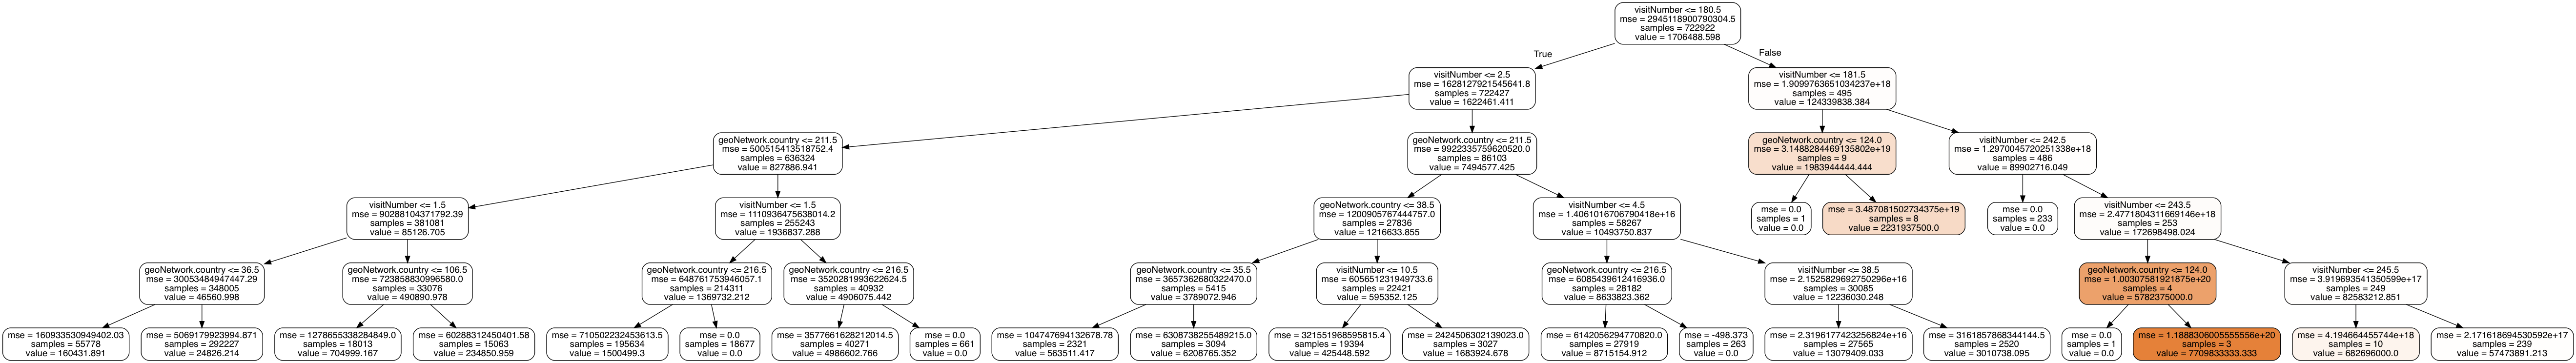 visitNumber <= 180.5
mse = 2945118900790304.5
samples = 722922
value = 1706488.598
True
False
visitNumber <= 2.5
mse = 1628127921545641.8
samples = 722427
value = 1622461.411
visitNumber <= 181.5
mse = 1.9099763651034237e+18
samples = 495
value = 124339838.384
geoNetwork.country <= 211.5
mse = 500515413518752.4
samples = 636324
value = 827886.941
geoNetwork.country <= 211.5
mse = 9922335759620520.0
samples = 86103
value = 7494577.425
geoNetwork.country <= 124.0
mse = 3.1488284469135802e+19
samples = 9
value = 1983944444.444
visitNumber <= 242.5
mse = 1.2970045720251338e+18
samples = 486
value = 89902716.049
visitNumber <= 1.5
mse = 90288104371792.39
samples = 381081
value = 85126.705
visitNumber <= 1.5
mse = 1110936475638014.2
samples = 255243
value = 1936837.288
geoNetwork.country <= 38.5
mse = 1200905767444757.0
samples = 27836
value = 1216633.855
visitNumber <= 4.5
mse = 1.4061016706790418e+16
samples = 58267
value = 10493750.837
mse = 0.0
samples = 1
value = 0.0
mse = 3.487081502734375e+19
samples = 8
value = 2231937500.0
mse = 0.0
samples = 233
value = 0.0
visitNumber <= 243.5
mse = 2.4771804311669146e+18
samples = 253
value = 172698498.024
geoNetwork.country <= 36.5
mse = 30053484947447.29
samples = 348005
value = 46560.998
geoNetwork.country <= 106.5
mse = 723858830996580.0
samples = 33076
value = 490890.978
geoNetwork.country <= 216.5
mse = 648761753946057.1
samples = 214311
value = 1369732.212
geoNetwork.country <= 216.5
mse = 3520281993622624.5
samples = 40932
value = 4906075.442
geoNetwork.country <= 35.5
mse = 3657362680322470.0
samples = 5415
value = 3789072.946
visitNumber <= 10.5
mse = 605651231949733.6
samples = 22421
value = 595352.125
geoNetwork.country <= 216.5
mse = 6085439612416936.0
samples = 28182
value = 8633823.362
visitNumber <= 38.5
mse = 2.1525829692750296e+16
samples = 30085
value = 12236030.248
geoNetwork.country <= 124.0
mse = 1.0030758192187​5e+20
samples = 4
value = 5782375000.0
visitNumber <= 245.5
mse = 3.919693541350599e+17
samples = 249
value = 82583212.851
mse = 160933530949402.03
samples = 55778
value = 160431.891
mse = 5069179923994.871
samples = 292227
value = 24826.214
mse = 1278655338284849.0
samples = 18013
value = 704999.167
mse = 60288312450401.58
samples = 15063
value = 234850.959
mse = 710502232453613.5
samples = 195634
value = 1500499.3
mse = 0.0
samples = 18677
value = 0.0
mse = 3577661628212014.5
samples = 40271
value = 4986602.766
mse = 0.0
samples = 661
value = 0.0
mse = 104747694132678.78
samples = 2321
value = 563511.417
mse = 6308738255489215.0
samples = 3094
value = 6208765.352
mse = 321551968595815.4
samples = 19394
value = 425448.592
mse = 2424506302139023.0
samples = 3027
value = 1683924.678
mse = 6142056294770820.0
samples = 27919
value = 8715154.912
mse = -498.373
samples = 263
value = 0.0
mse = 2.3196177423256824e+16
samples = 27565
value = 13079409.033
mse = 3161857868344144.5
samples = 2520
value = 3010738.095
mse = 0.0
samples = 1
value = 0.0
mse = 1.1888306005555556e+20
samples = 3
value = 7709833333.333
mse = 4.194664455744e+18
samples = 10
value = 682696000.0
mse = 2.171618694530592e+17
samples = 239
value = 57473891.213